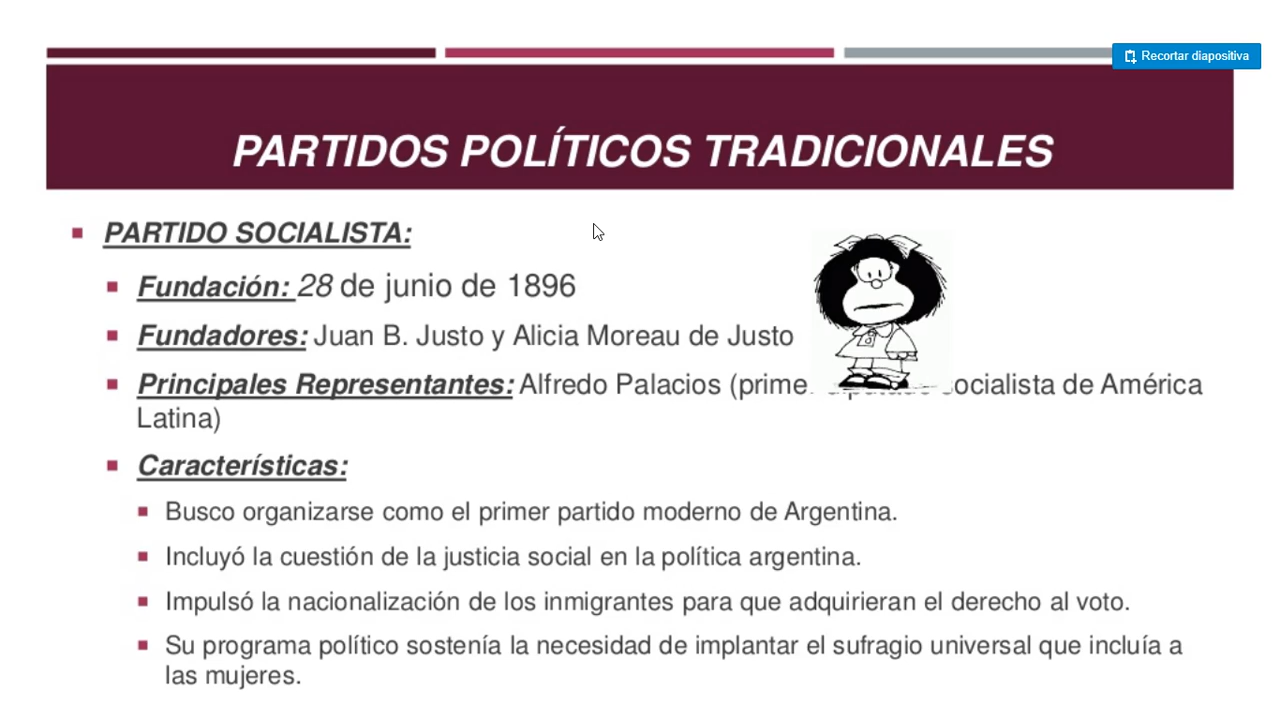 Recortar diapositiva
PARTIDOS POLÍTICOS TRADICIONALES
PARTIDO SOCIALISTA:
Fundación: 28 de junio de 1896
Fundadores: Juan B. Justo y Alicia Moreau de Justo
Principales Representantes: Alfredo Palacios (primer diputado socialista de América
Latina)
Características:
Busco organizarse como el primer partido moderno de Argentina.
Incluyó la cuestión de la justicia social en la política argentina.
Impulsó la nacionalización de los inmigrantes para que adquirieran el derecho al voto.
Su programa político sostenía la necesidad de implantar el sufragio universal que incluía a
las mujeres.